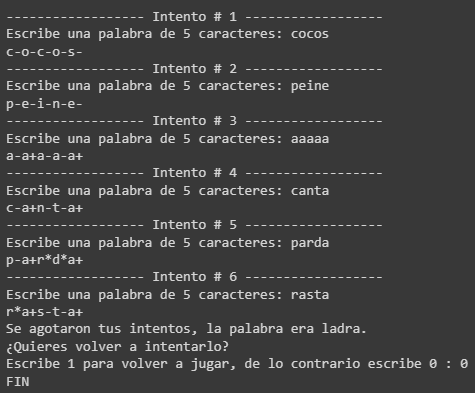 ------------------ Intento # 1 ------------------
Escribe una palabra de 5 caracteres: cocos
c-o-c-o-s-
------------------ Intento # 2 ------------------
Escribe una palabra de 5 caracteres: peine
p-e-i-n-e-
------------------ Intento # 3 ------------------
Escribe una palabra de 5 caracteres: aaaaa
a-a+a-a-a+
------------------ Intento # 4 ------------------
Escribe una palabra de 5 caracteres: canta
c-a+n-t-a+
------------------ Intento # 5 ------------------
Escribe una palabra de 5 caracteres: parda
p-a+r*d*a+
------------------ Intento # 6 ------------------
Escribe una palabra de 5 caracteres: rasta
r*a+s-t-a+
Se agotaron tus intentos, la palabra era ladra.
¿Quieres volver a intentarlo?
Escribe 1 para volver a jugar, de lo contrario escribe 0 : 0
FIN